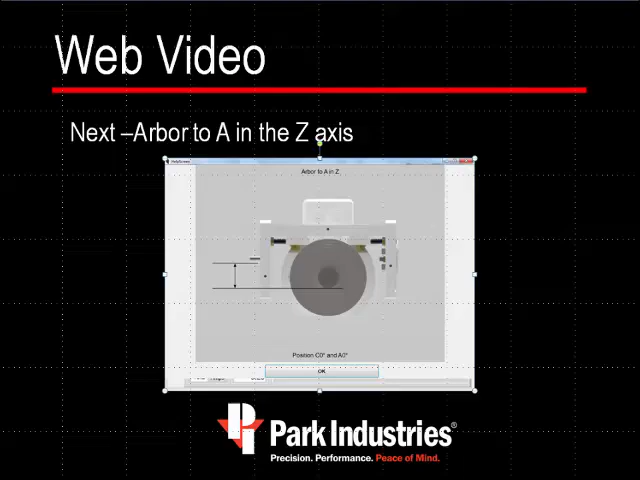 Web Video
Next –Arbor to A in the Z axis
Arbor to A in Z
Position C0° and A0°
OK
Park Industries®
Precision. Performance. Peace of Mind.